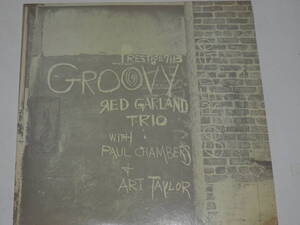 PRESTIGE 7113
GROOVY
RED GARLAND
TRIO
WITH
PAUL CHAMBERS
+
ART TAYLOR